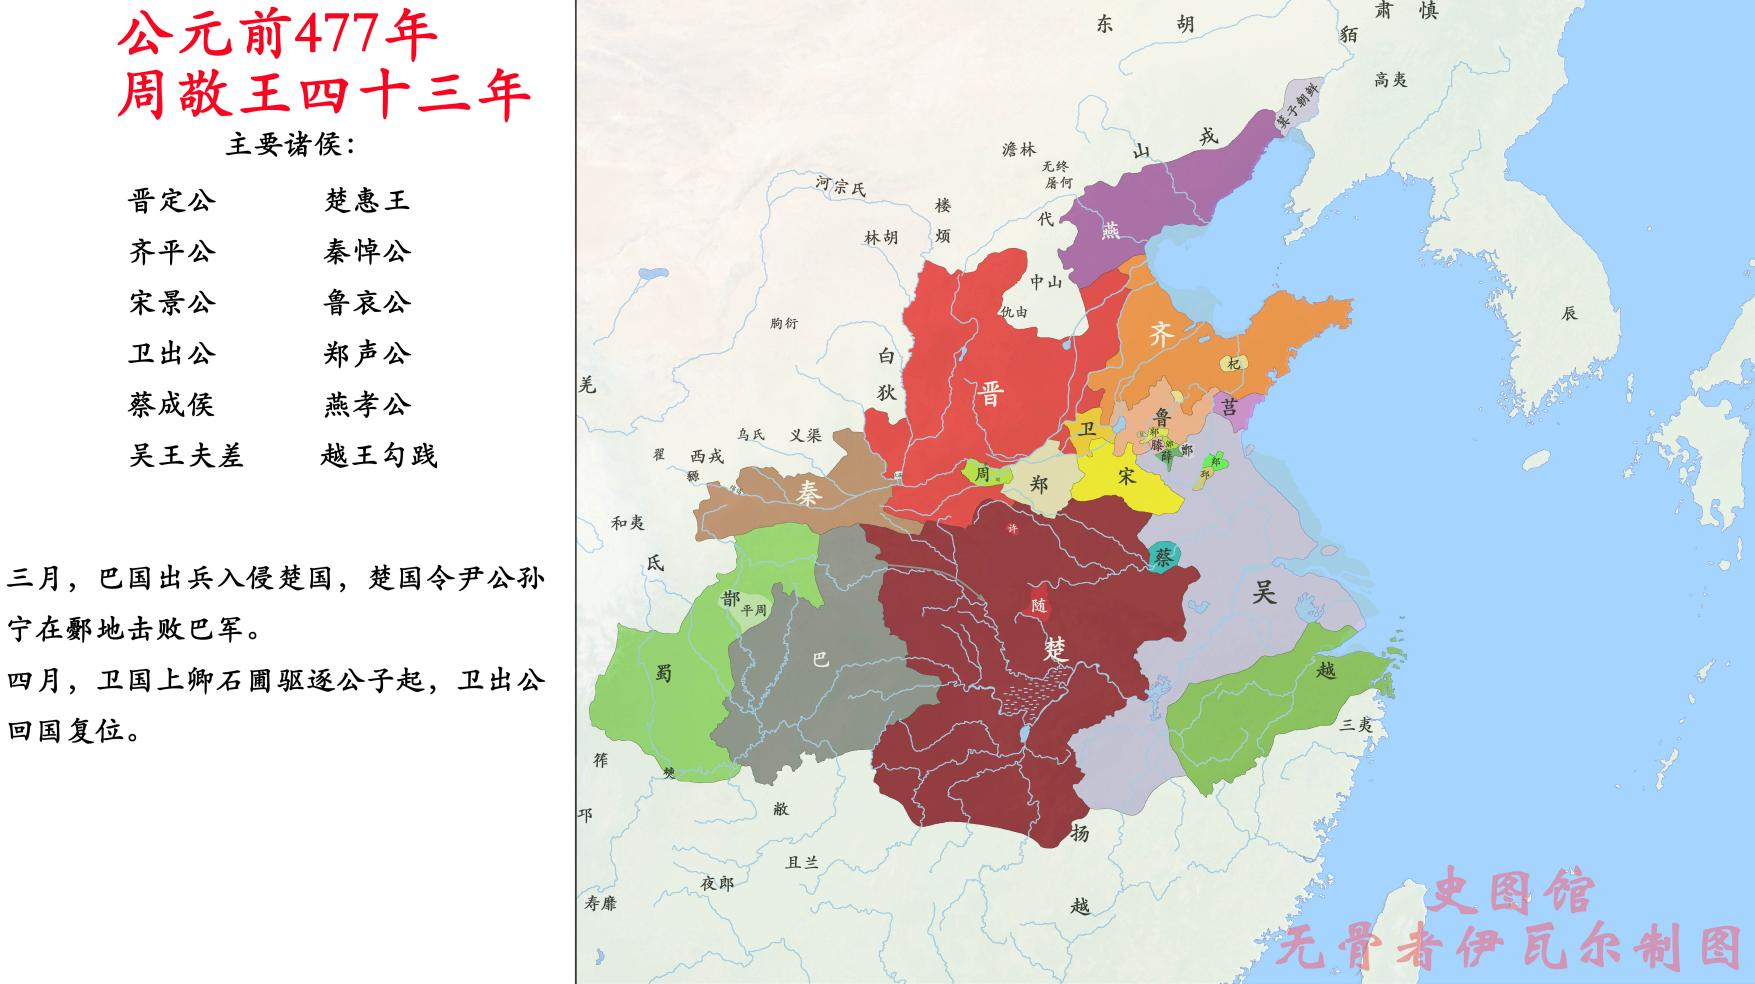 公元前477年
周敬王四十三年
主要诸侯：
晋定公 楚惠王
齐平公 秦悼公
宋景公 鲁哀公
卫出公 郑声公
蔡成侯 燕孝公
吴王夫差 越王勾践
三月，巴国出兵入侵楚国，楚国令尹公孙
宁在鄾地击败巴军。
四月，卫国上卿石圃驱逐公子起，卫出公
回国复位。
东胡
肃慎
貊
高夷
箕子朝鲜
山戎
澹林
无终
屠何
代
燕
河宗氏
楼烦
林胡
中山
仇由
辰
朐衍
齐
杞
白狄
晋
羌
莒
鲁
卫
滕
薛
鄫
郯
邾
乌氏
义渠
翟
西戎
豲
秦
周
郑
宋
和夷
氐
许
蔡
吴
随
楚
鄀
平周
巴
蜀
越
三夷
筰
僰
邛
敝
扬
且兰
夜郎
寿靡
越
史图馆
无骨者伊瓦尔制图